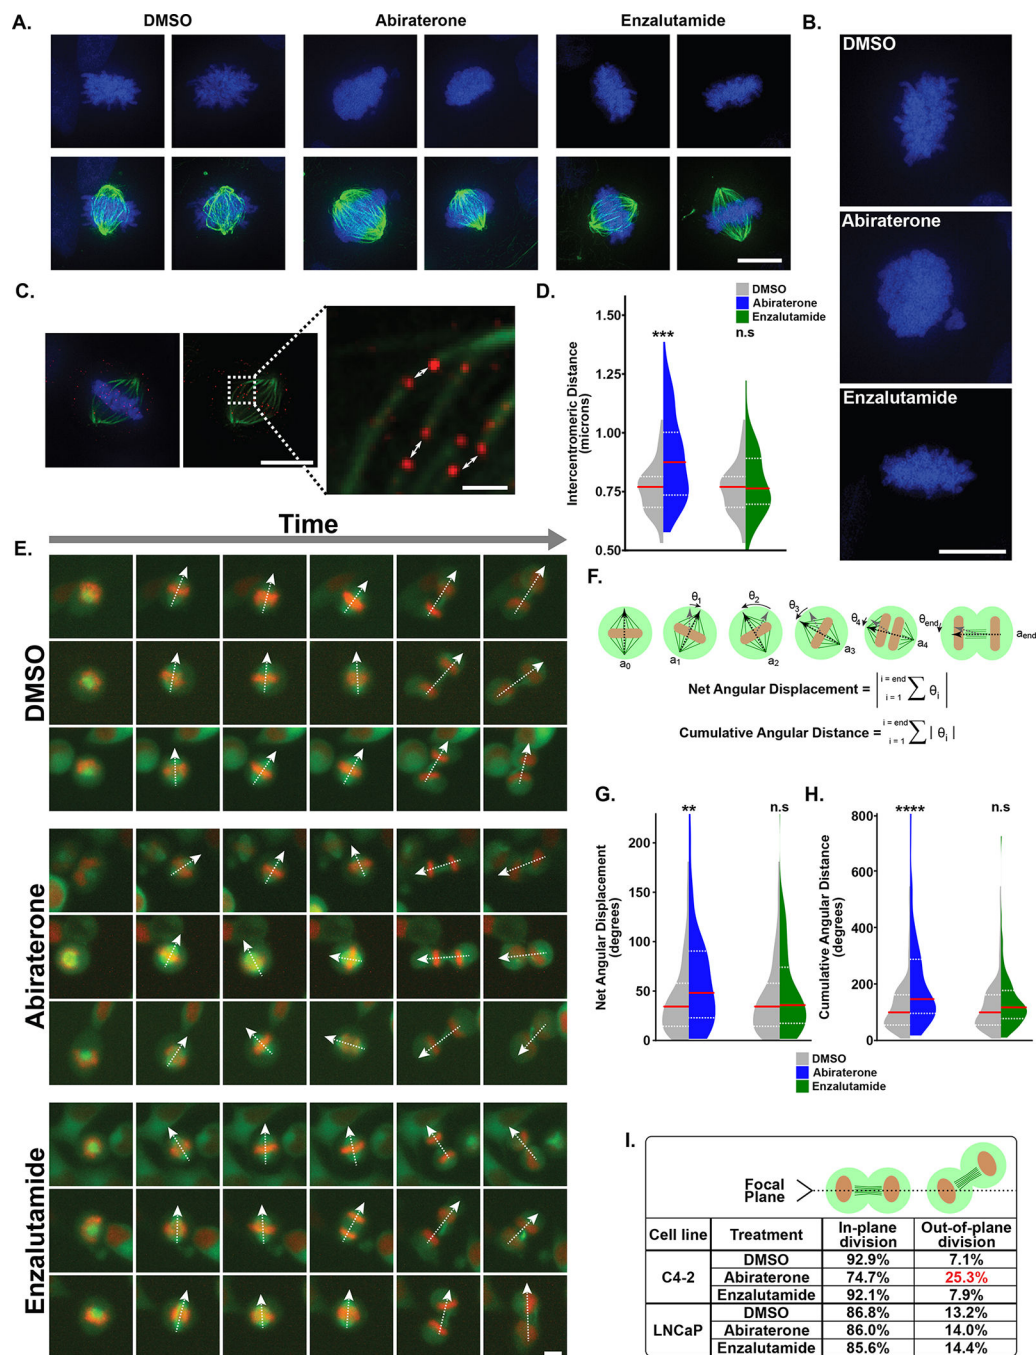 A.
DMSO
Abiraterone
Enzalutamide
B.
DMSO
Abiraterone
Enzalutamide
C.
D.
DMSO
Abiraterone
Enzalutamide
***
n.s
Intercentromeric Distance
(microns)
1.50
1.25
1.00
0.75
0.50
Time
E.
DMSO
Abiraterone
Enzalutamide
F.
θ1
θ2
θ3
θ4
θend
a0
a1
a2
a3
a4
aend
Net Angular Displacement = | i = end i = 1 ∑ θi |
Cumulative Angular Distance = i = end i = 1 ∑ | θi |
G.
**
n.s
Net Angular Displacement
(degrees)
200
150
100
50
0
H.
****
n.s
Cumulative Angular Distance
(degrees)
800
600
400
200
0
DMSO
Abiraterone
Enzalutamide
I.
Focal
Plane
Cell line Treatment In-plane division Out-of-plane division
C4-2
DMSO 92.9% 7.1%
Abiraterone 74.7% 25.3%
Enzalutamide 92.1% 7.9%
LNCaP
DMSO 86.8% 13.2%
Abiraterone 86.0% 14.0%
Enzalutamide 85.6% 14.4%